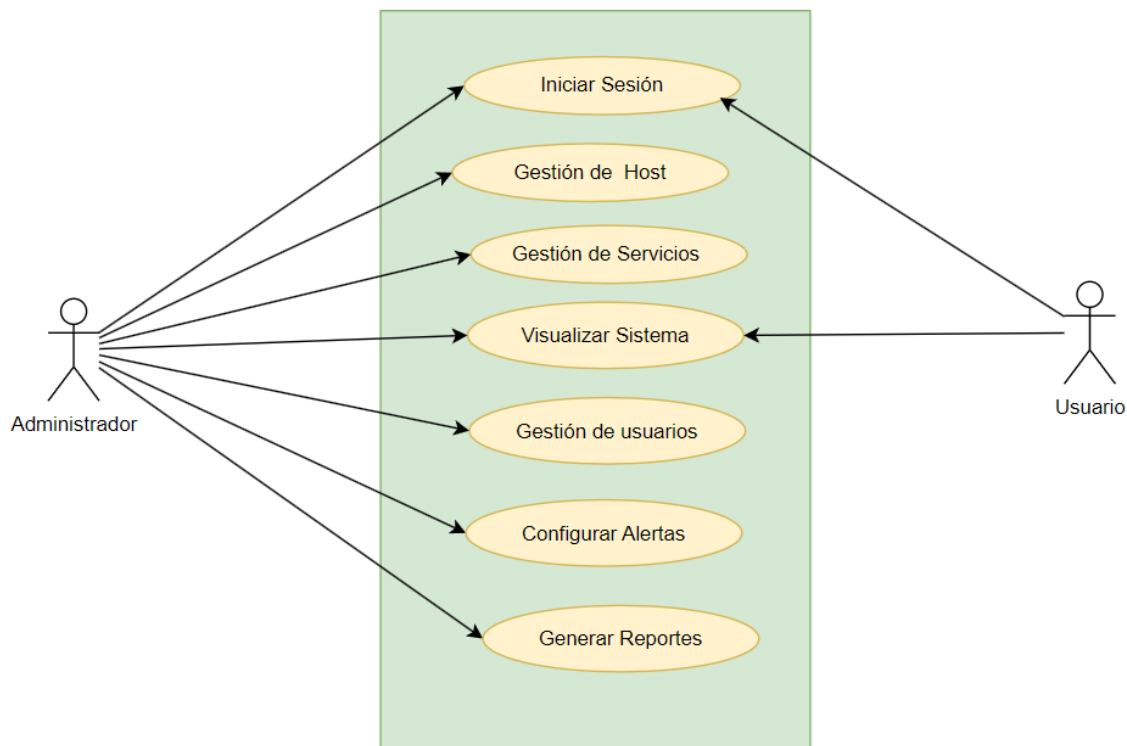 Iniciar Sesión
Gestión de Host
Gestión de Servicios
Visualizar Sistema
Administrador
Usuario
Gestión de usuarios
Configurar Alertas
Generar Reportes